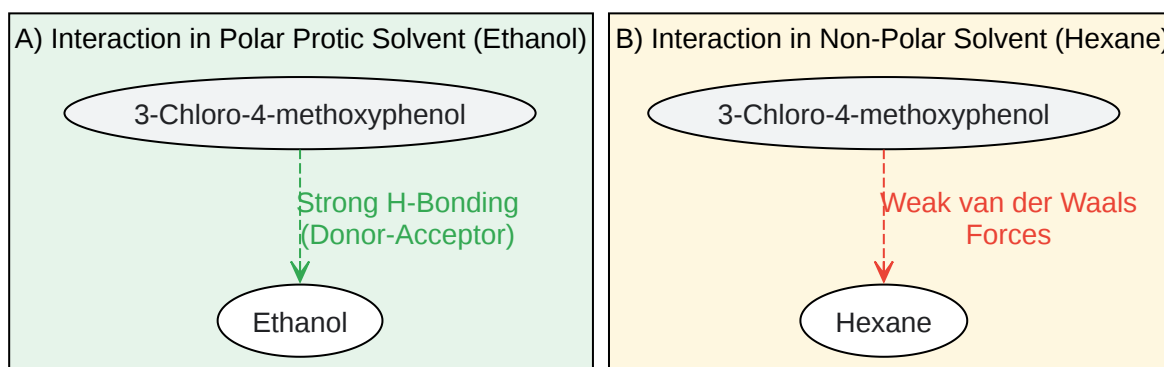 A) Interaction in Polar Protic Solvent (Ethanol)
3-Chloro-4-methoxyphenol
Strong H-Bonding
(Donor-Acceptor)
Ethanol
B) Interaction in Non-Polar Solvent (Hexane)
3-Chloro-4-methoxyphenol
Weak van der Waals
Forces
Hexane